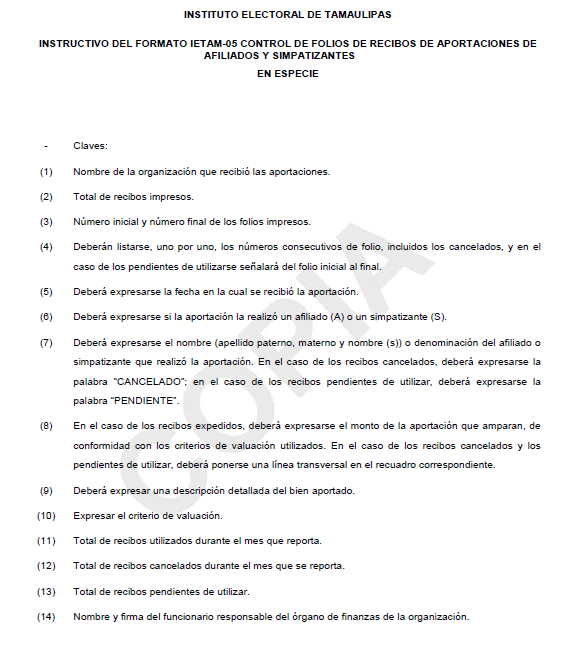 INSTITUTO ELECTORAL DE TAMAULIPAS
INSTRUCTIVO DEL FORMATO IETAM-05 CONTROL DE FOLIOS DE RECIBOS DE APORTACIONES DE
AFILIADOS Y SIMPATIZANTES
EN ESPECIE
- Claves:
(1) Nombre de la organización que recibió las aportaciones.
(2) Total de recibos impresos.
(3) Número inicial y número final de los folios impresos.
(4) Deberán listarse, uno por uno, los números consecutivos de folio, incluidos los cancelados, y en el
caso de los pendientes de utilizarse señalará del folio inicial al final.
(5) Deberá expresarse la fecha en la cual se recibió la aportación.
(6) Deberá expresarse si la aportación la realizó un afiliado (A) o un simpatizante (S).
(7) Deberá expresarse el nombre (apellido paterno, materno y nombre (s)) o denominación del afiliado o
simpatizante que realizó la aportación. En el caso de los recibos cancelados, deberá expresarse la
palabra "CANCELADO"; en el caso de los recibos pendientes de utilizar, deberá expresarse la
palabra "PENDIENTE".
(8) En el caso de los recibos expedidos, deberá expresarse el monto de la aportación que amparan, de
conformidad con los criterios de valuación utilizados. En el caso de los recibos cancelados y los
pendientes de utilizar, deberá ponerse una línea transversal en el recuadro correspondiente.
(9) Deberá expresar una descripción detallada del bien aportado.
(10) Expresar el criterio de valuación.
(11) Total de recibos utilizados durante el mes que reporta.
(12) Total de recibos cancelados durante el mes que se reporta.
(13) Total de recibos pendientes de utilizar.
(14) Nombre y firma del funcionario responsable del órgano de finanzas de la organización.
COPIA